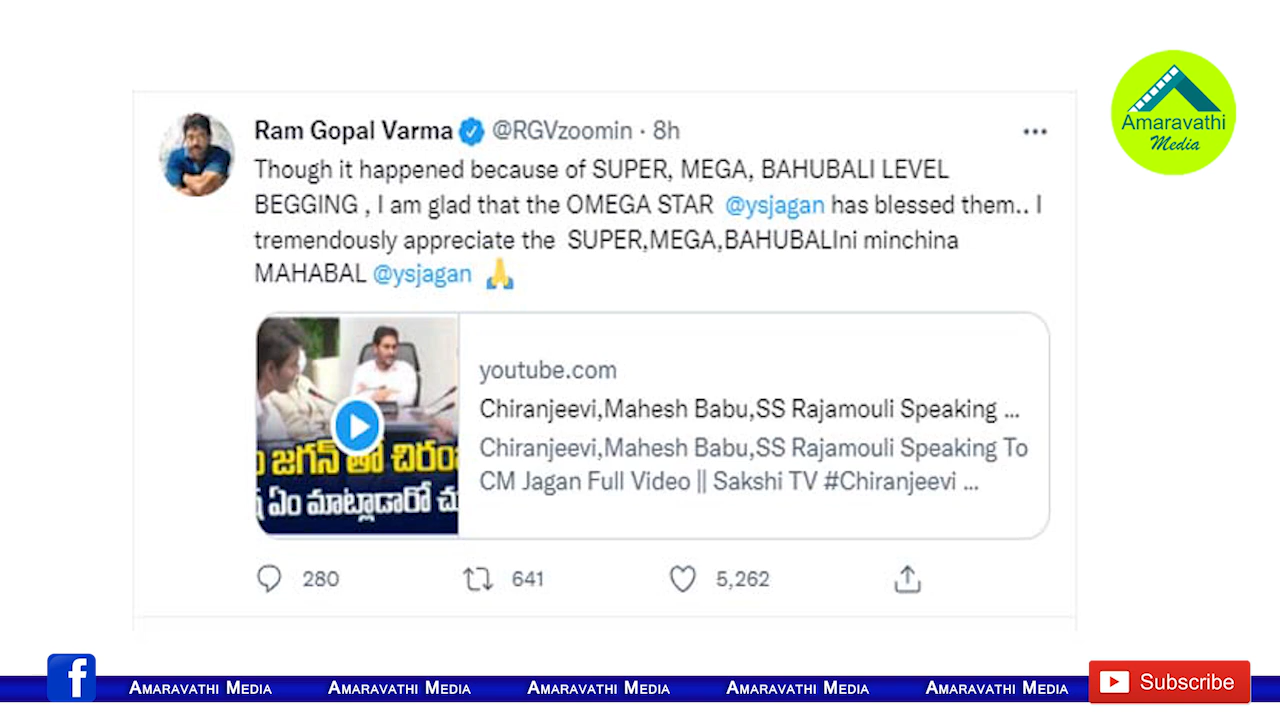 Amaravathi
Media
Ram Gopal Varma @RGVzoomin · 8h
Though it happened because of SUPER, MEGA, BAHUBALI LEVEL
BEGGING , I am glad that the OMEGA STAR @ysjagan has blessed them.. I
tremendously appreciate the SUPER,MEGA,BAHUBALIni minchina
MAHABAL @ysjagan 🙏
youtube.com
Chiranjeevi,Mahesh Babu,SS Rajamouli Speaking ...
Chiranjeevi,Mahesh Babu,SS Rajamouli Speaking To
CM Jagan Full Video || Sakshi TV #Chiranjeevi ...
జగన్ తో చిరం
ఏం మాట్లాడారో చు
280 641 5,262
f AMARAVATHI MEDIA AMARAVATHI MEDIA AMARAVATHI MEDIA AMARAVATHI MEDIA AMARAVATHI MEDIA Subscribe